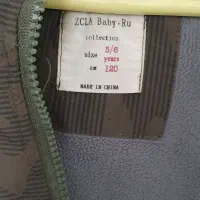 ZCLA Baby.Ru
collection
size 5/6 years
cm 120
MADE IN CHINA